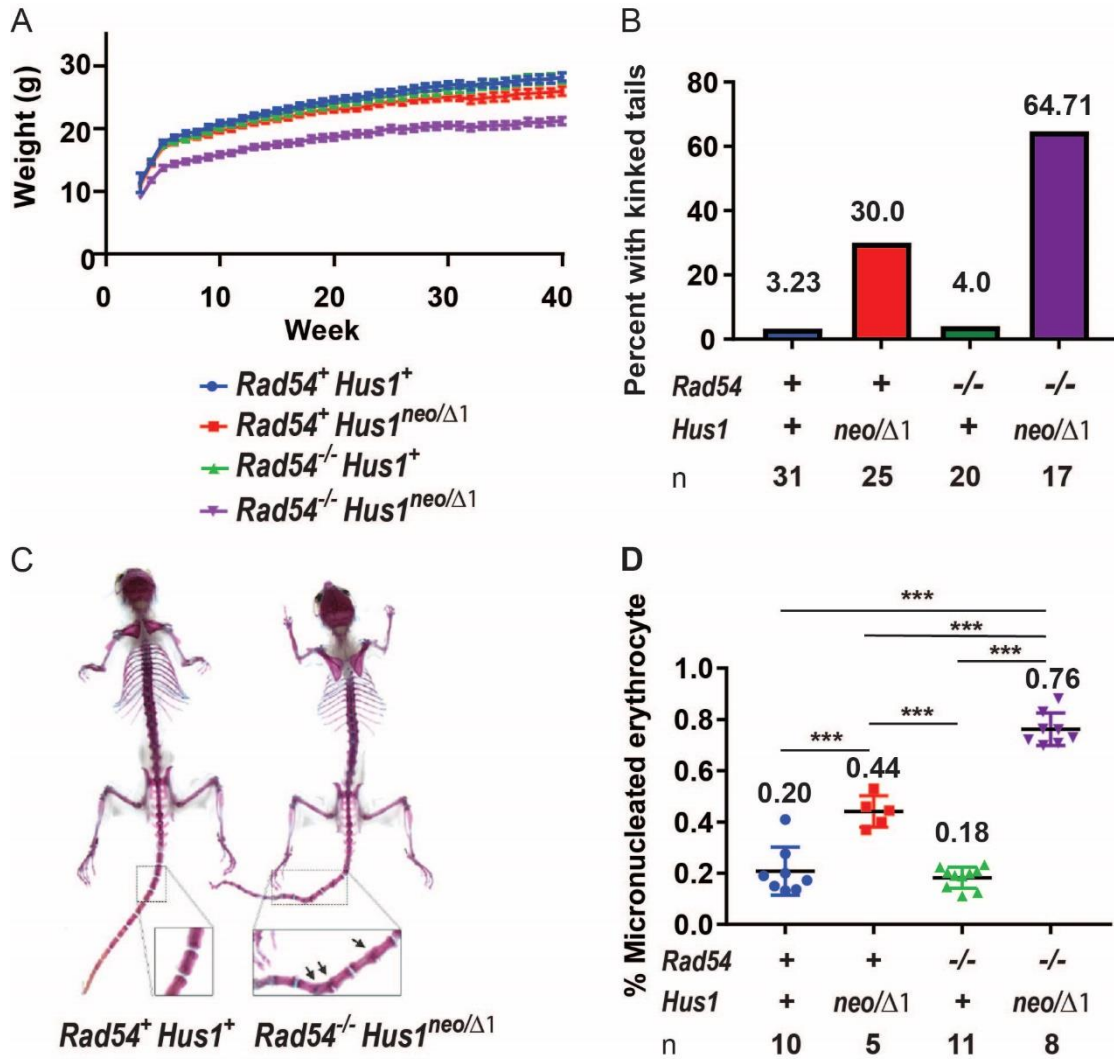 A
Weight (g)
30
20
10
0
0 10 20 30 40
Week
Rad54+ Hus1+
Rad54+ Hus1neo/Δ1
Rad54-/- Hus1+
Rad54-/- Hus1neo/Δ1
B
Percent with kinked tails
80
60
40
20
0
3.23
30.0
4.0
64.71
Rad54 + + -/- -/-
Hus1 + neo/Δ1 + neo/Δ1
n 31 25 20 17
C
Rad54+ Hus1+
Rad54-/- Hus1neo/Δ1
D
% Micronucleated erythrocyte
1.0
0.8
0.6
0.4
0.2
0.0
***
***
***
***
***
0.20
0.44
0.18
0.76
Rad54 + + -/- -/-
Hus1 + neo/Δ1 + neo/Δ1
n 10 5 11 8